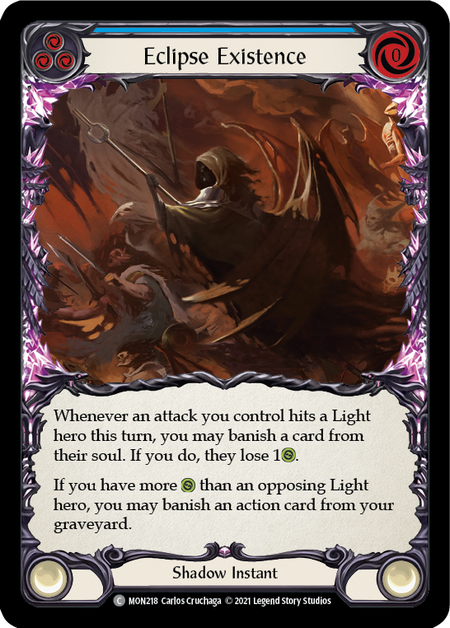 Eclipse Existence
0
Whenever an attack you control hits a Light
hero this turn, you may banish a card from
their soul. If you do, they lose 1.
If you have more than an opposing Light
hero, you may banish an action card from your
graveyard.
Shadow Instant
C MON218 Carlos Cruchaga © 2021 Legend Story Studios